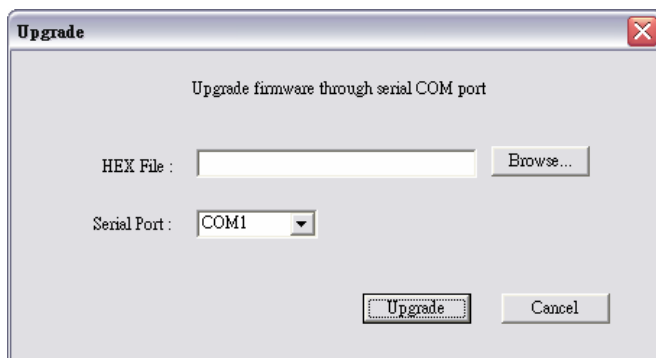 Upgrade
Upgrade firmware through serial COM port
HEX File :
Browse...
Serial Port :
COM1
Upgrade
Cancel